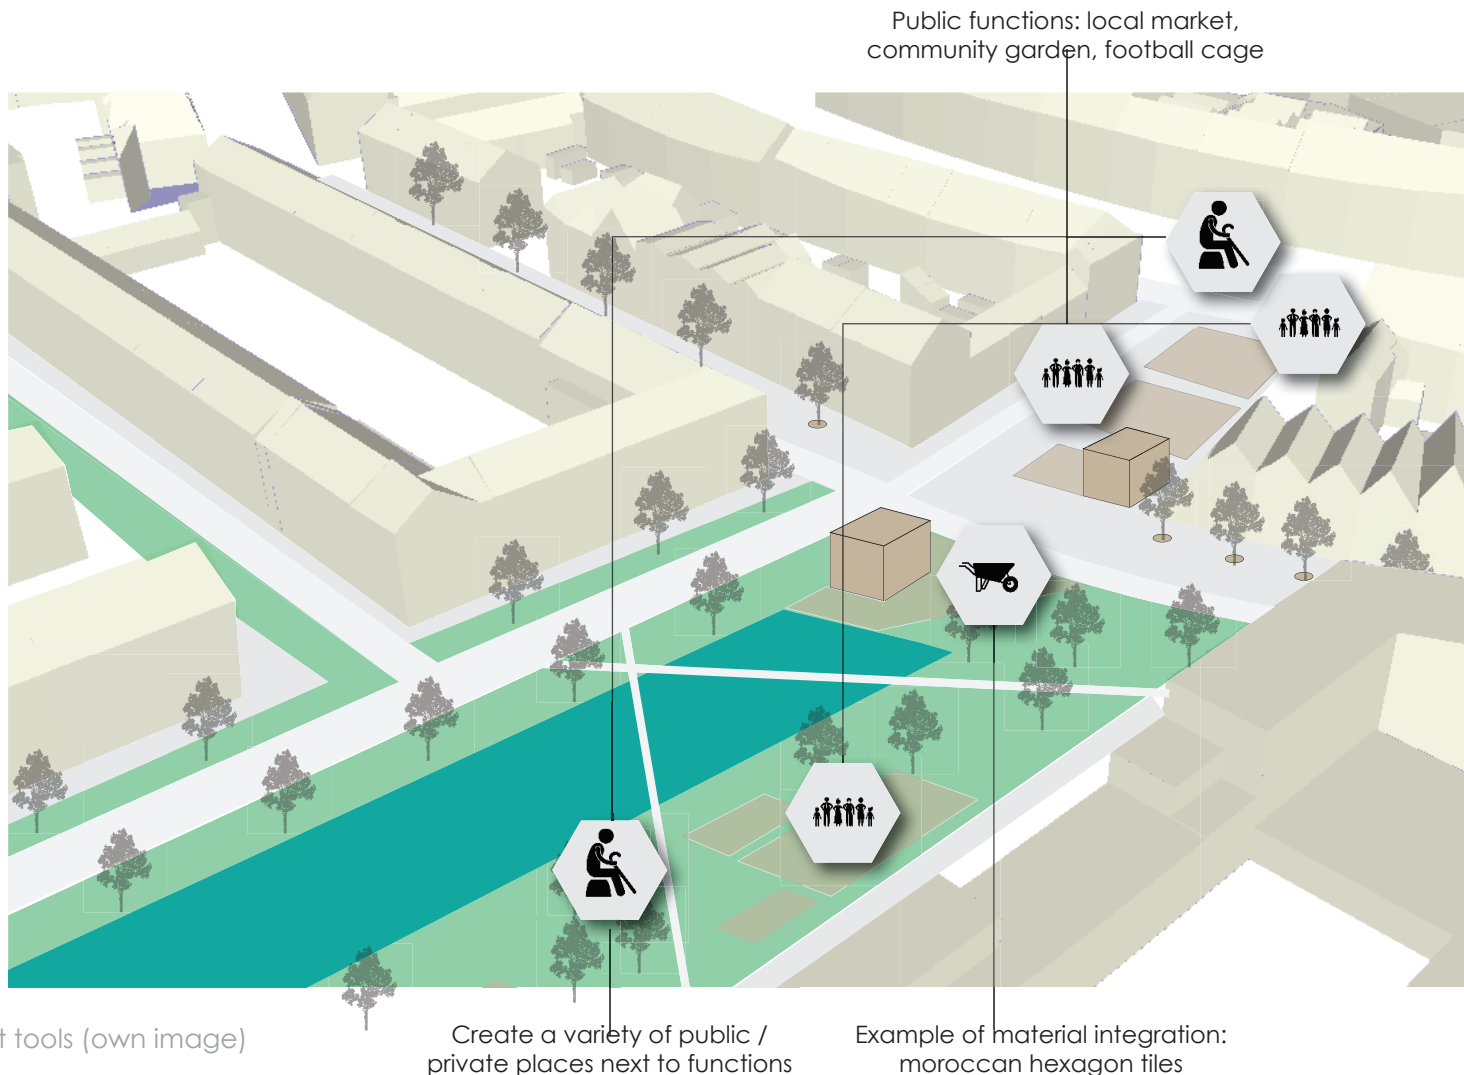 Public functions: local market,
community garden, football cage
t tools (own image)
Create a variety of public /
private places next to functions
Example of material integration:
moroccan hexagon tiles